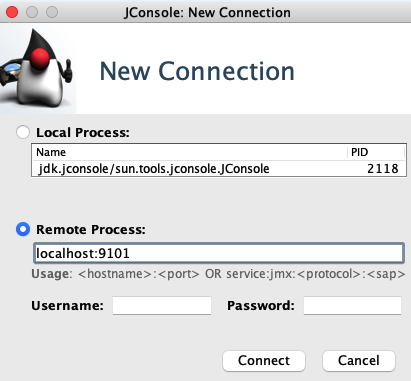 JConsole: New Connection
New Connection
Local Process:
Name PID
jdk.jconsole/sun.tools.jconsole.JConsole 2118
Remote Process:
localhost:9101
Usage: <hostname>:<port> OR service:jmx:<protocol>:<sap>
Username: Password:
Connect Cancel